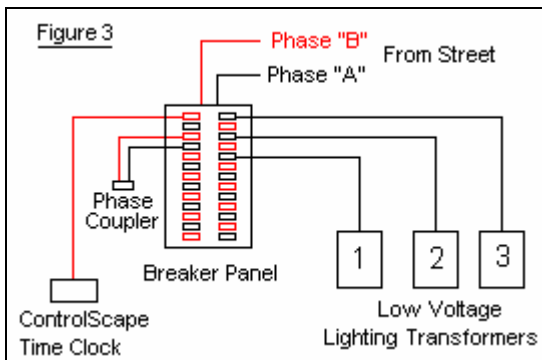 Figure 3
Phase "B"
From Street
Phase "A"
Phase
Coupler
Breaker Panel
1
2
3
ControlScape
Time Clock
Low Voltage
Lighting Transformers